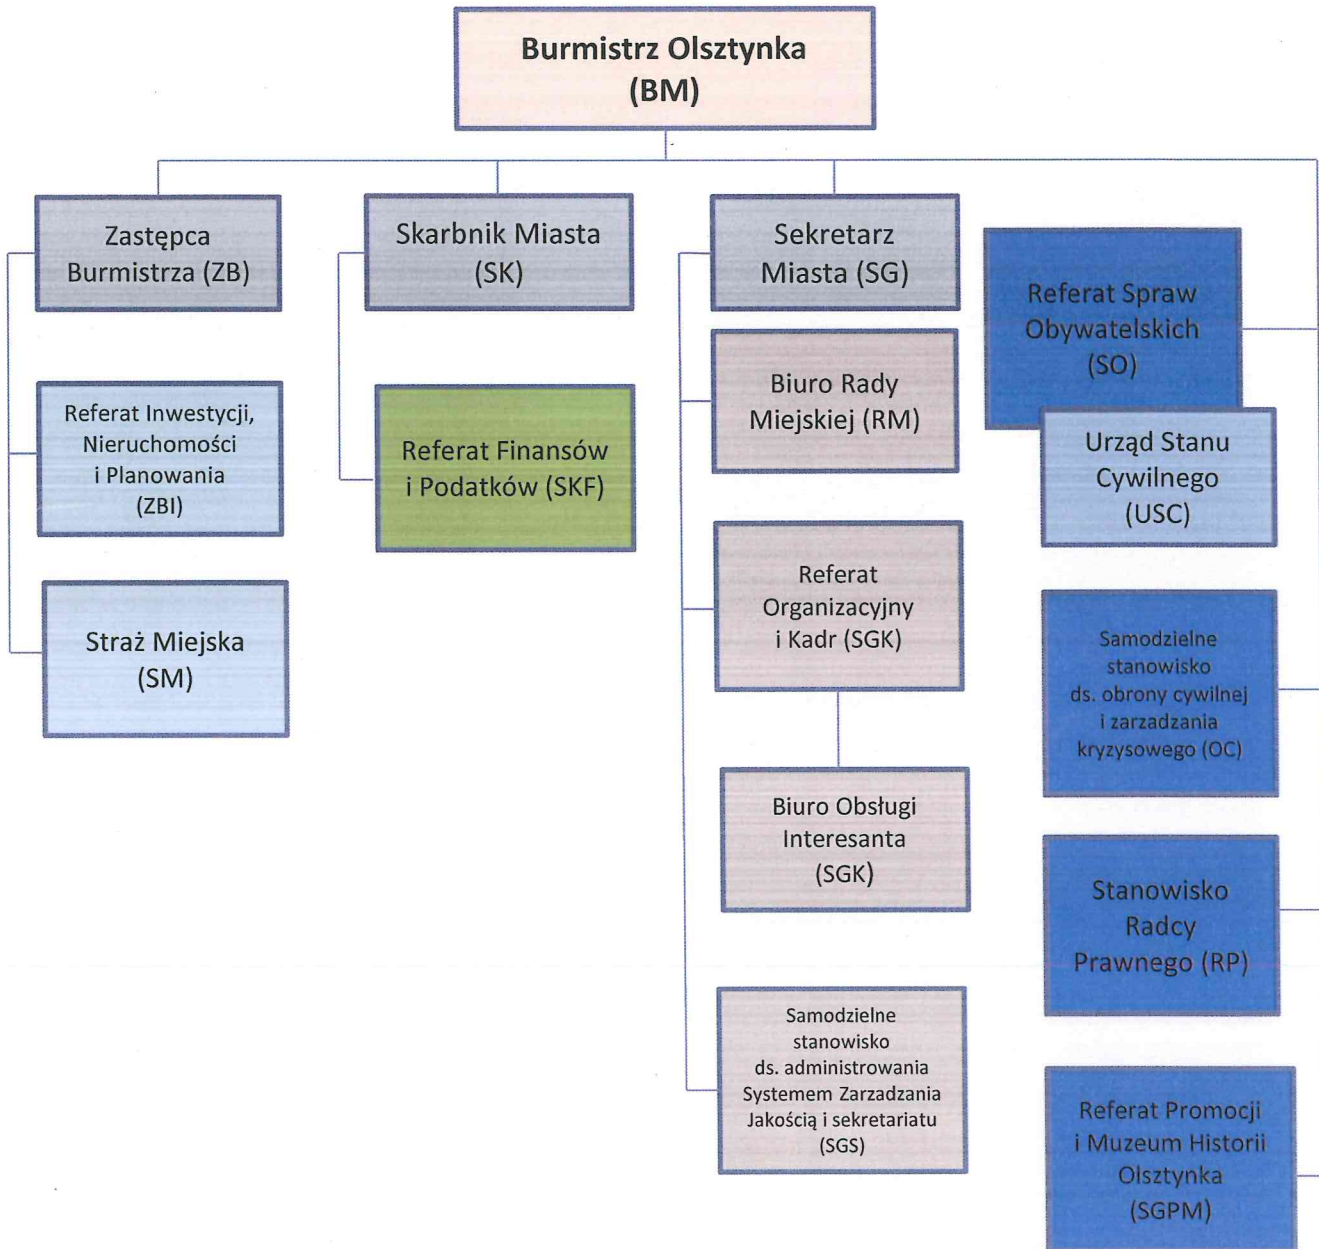 Burmistrz Olsztynka
(BM)
Zastępca
Burmistrza (ZB)
Referat Inwestycji,
Nieruchomości
i Planowania
(ZBI)
Straż Miejska
(SM)
Skarbnik Miasta
(SK)
Referat Finansów
i Podatków (SKF)
Sekretarz
Miasta (SG)
Biuro Rady
Miejskiej (RM)
Referat
Organizacyjny
i Kadr (SGK)
Biuro Obsługi
Interesanta
(SGK)
Samodzielne
stanowisko
ds. administrowania
Systemem Zarzadzania
Jakością i sekretariatu
(SGS)
Referat Spraw
Obywatelskich
(SO)
Urząd Stanu
Cywilnego
(USC)
Samodzielne
stanowisko
ds. obrony cywilnej
i zarzadzania
kryzysowego (OC)
Stanowisko
Radcy
Prawnego (RP)
Referat Promocji
i Muzeum Historii
Olsztynka
(SGPM)